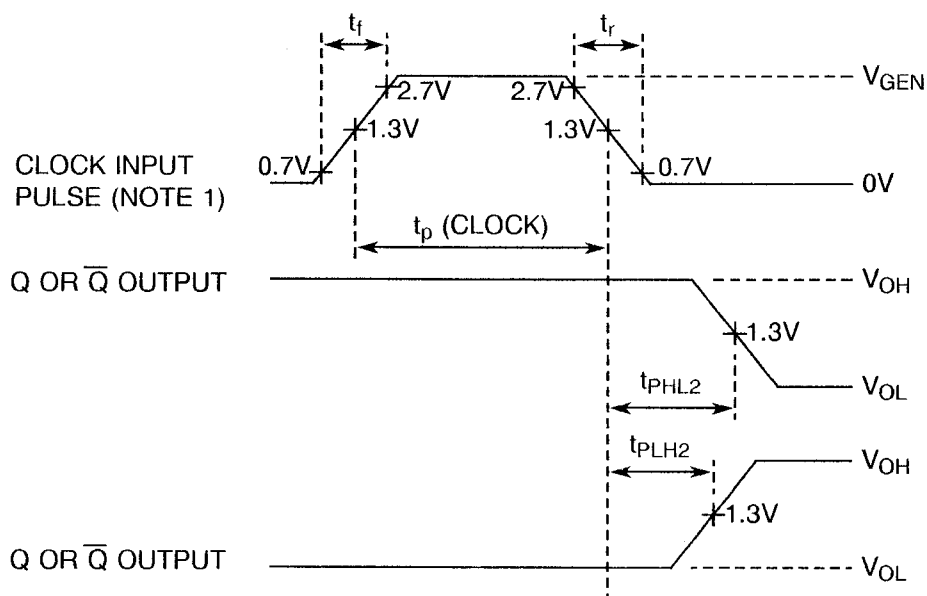 t_f t_r
2.7V 2.7V V_GEN
1.3V 1.3V
0.7V 0.7V
CLOCK INPUT
PULSE (NOTE 1) 0V
t_p (CLOCK)
Q OR Q̅ OUTPUT V_OH
1.3V
t_PHL2 V_OL
t_PLH2 V_OH
1.3V
Q OR Q̅ OUTPUT V_OL